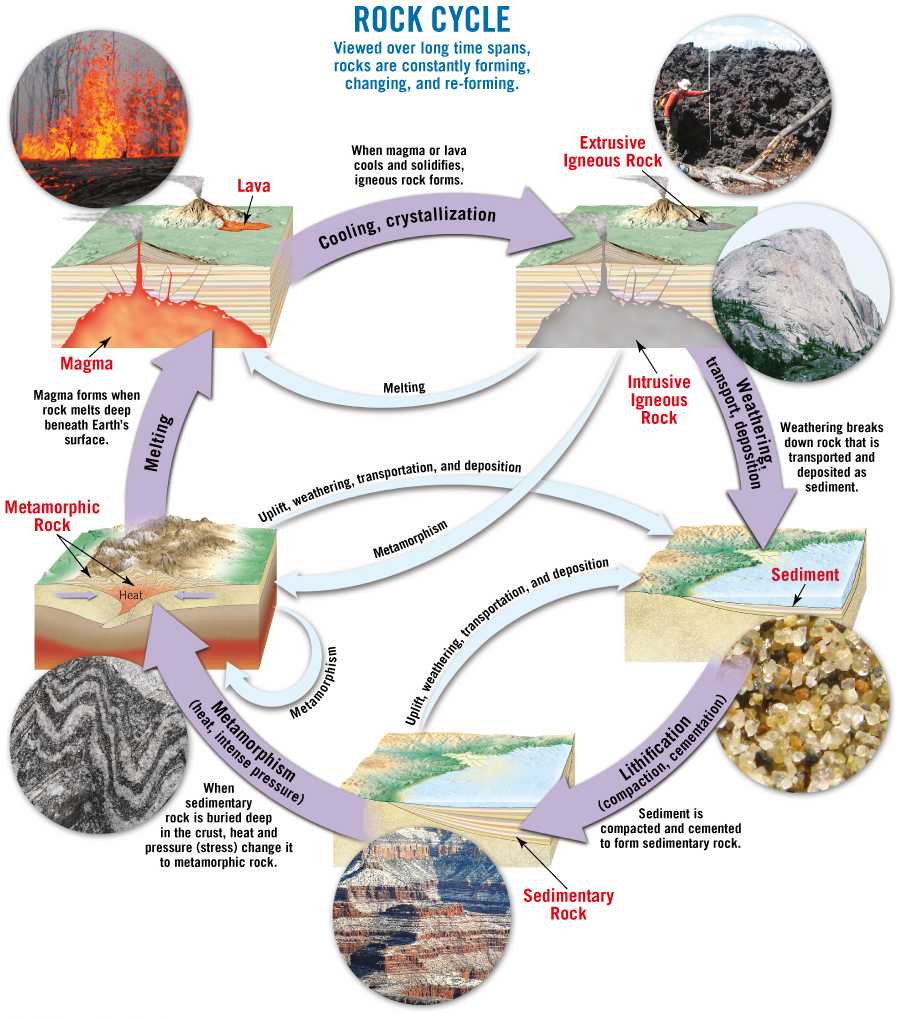 ROCK CYCLE
Viewed over long time spans,
rocks are constantly forming,
changing, and re-forming.
When magma or lava
cools and solidifies,
igneous rock forms.
Extrusive
Igneous Rock
Lava
Cooling, crystallization
Magma
Melting
Intrusive
Igneous
Rock
Weathering,
transport, deposition
Magma forms when
rock melts deep
beneath Earth's
surface.
Melting
Weathering breaks
down rock that is
transported and
deposited as
sediment.
Uplift, weathering, transportation, and deposition
Metamorphic
Rock
Metamorphism
Heat
Uplift, weathering, transportation, and deposition
Sediment
Metamorphism
Metamorphism
(heat, intense pressure)
Lithification
(compaction, cementation)
When
sedimentary
rock is buried deep
in the crust, heat and
pressure (stress) change it
to metamorphic rock.
Sediment is
compacted and cemented
to form sedimentary rock.
Sedimentary
Rock